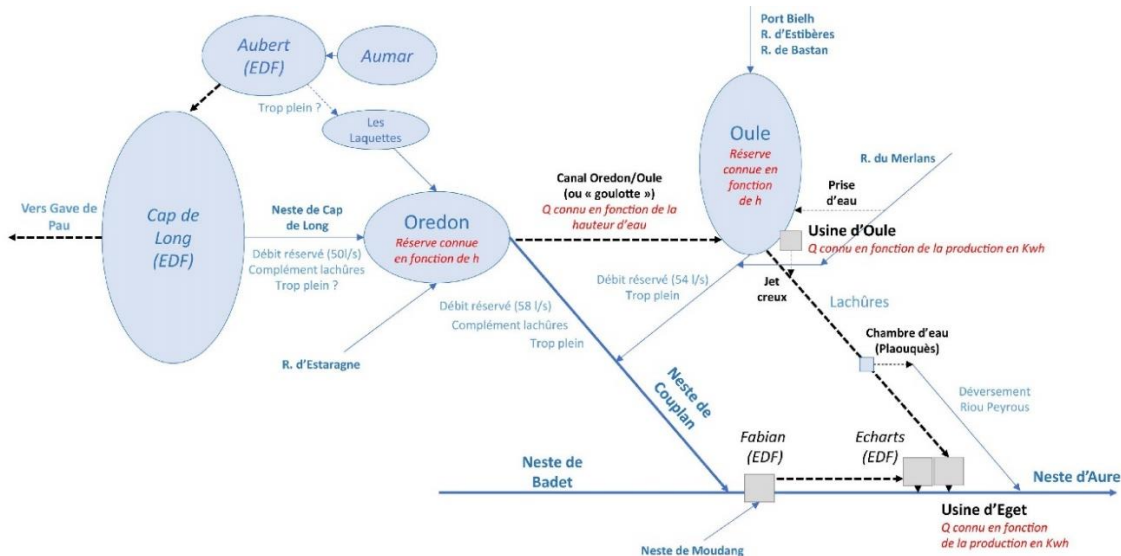 Port Bielh
R. d'Estibères
R. de Bastan
Aubert
(EDF)
Aumar
Trop plein ?
Les
Laquettes
Oule
Réserve
connue en
fonction
de h
R. du Merlans
Prise
d'eau
Canal Oredon/Oule
(ou « goulotte »)
Q connu en fonction de la
hauteur d'eau
Vers Gave de
Pau
Cap de
Long
(EDF)
Neste de Cap
de Long
Débit réservé (50l/s)
Complément lachûres
Trop plein ?
Oredon
Réserve connue
en fonction de h
Usine d'Oule
Q connu en fonction de la production en Kwh
Débit réservé (54 l/s)
Trop plein
Jet
creux
Lachûres
Débit réservé (58 l/s)
Complément lachûres
Trop plein
R. d'Estaragne
Chambre d'eau
(Plaouquès)
Déversement
Riou Peyrous
Neste de
Couplan
Fabian
(EDF)
Echarts
(EDF)
Neste de
Badet
Neste d'Aure
Usine d'Eget
Q connu en fonction
de la production en Kwh
Neste de Moudang